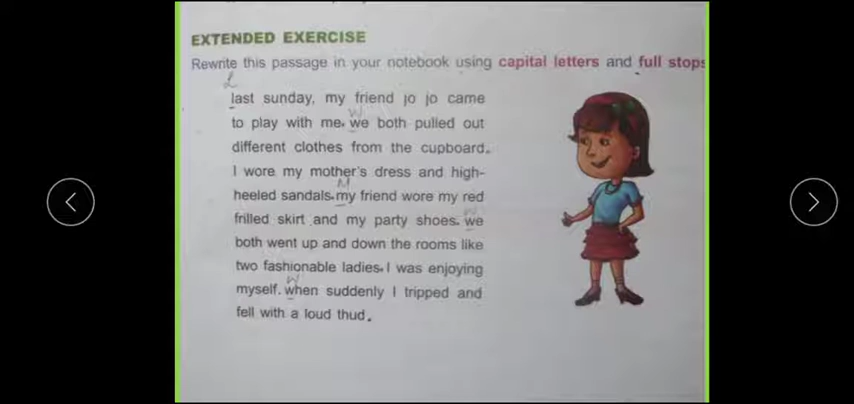 EXTENDED EXERCISE
Rewrite this passage in your notebook using capital letters and full stops
L
last sunday, my friend jo jo came
W
to play with me. we both pulled out
different clothes from the cupboard.
I wore my mother's dress and high-
M
heeled sandals. my friend wore my red
W
frilled skirt and my party shoes. we
both went up and down the rooms like
two fashionable ladies. I was enjoying
W
myself. when suddenly I tripped and
fell with a loud thud.